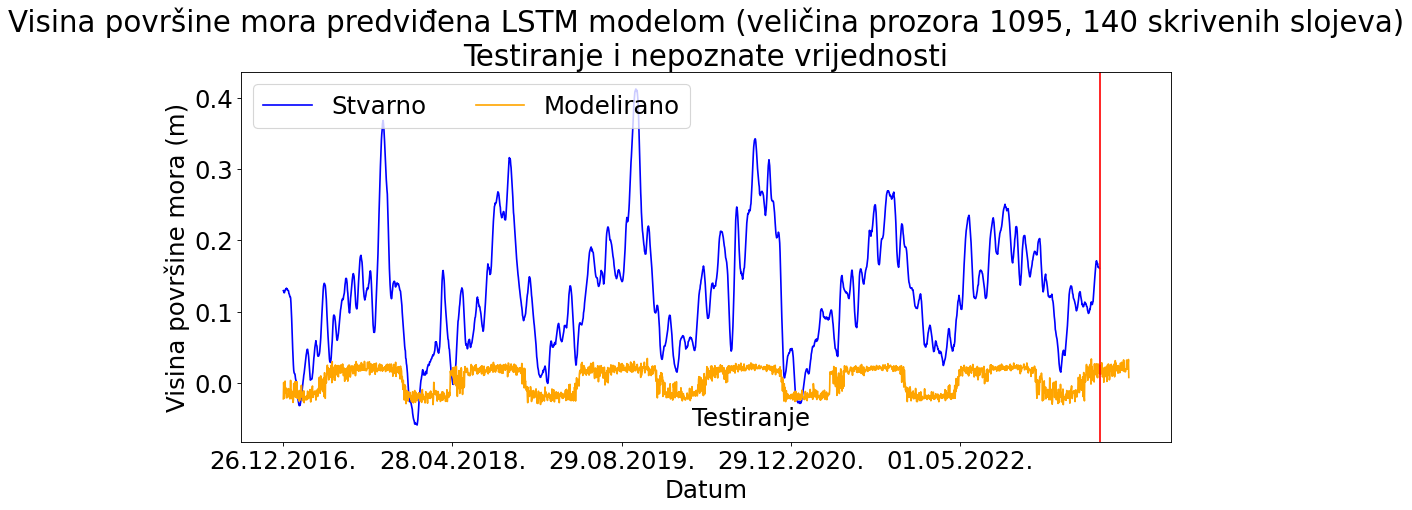 Visina površine mora predviđena LSTM modelom (veličina prozora 1095, 140 skrivenih slojeva)
Testiranje i nepoznate vrijednosti
Stvarno
Modelirano
Visina površine mora (m)
0.4
0.3
0.2
0.1
0.0
Testiranje
26.12.2016.
28.04.2018.
29.08.2019.
29.12.2020.
01.05.2022.
Datum